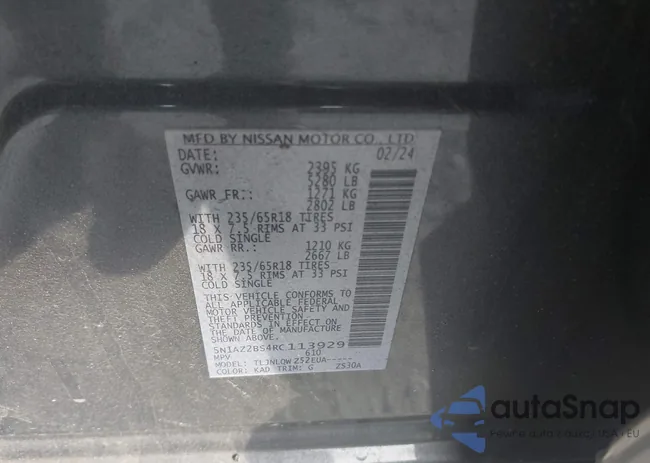 MFD BY NISSAN MOTOR CO., LTD
DATE: 02/24
GVWR: 2395 KG
5280 LB
GAWR FR: 1271 KG
2802 LB
WITH 235/65R18 TIRES
18 X 7.5 RIMS AT 33 PSI
COLD SINGLE
GAWR RR.: 1210 KG
2667 LB
WITH 235/65R18 TIRES
18 X 7.5 RIMS AT 33 PSI
COLD SINGLE
THIS VEHICLE CONFORMS TO
ALL APPLICABLE FEDERAL
MOTOR VEHICLE SAFETY AND
THEFT PREVENTION
STANDARDS IN EFFECT ON
THE DATE OF MANUFACTURE
SHOWN ABOVE.
5N1AZ2BS4RC113929
MPV 610
MODEL: TLJNLQWZS2EUA-----
COLOR: KAD TRIM: G ZS30A
autoSnap